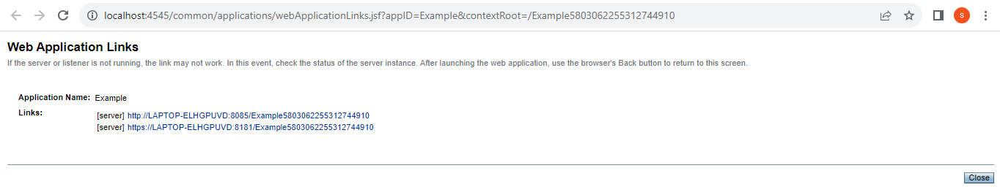 localhost:4545/common/applications/webApplicationLinks.jsf?appID=Example&contextRoot=/Example5803062255312744910
S
Web Application Links
If the server or listener is not running, the link may not work. In this event, check the status of the server instance. After launching the web application, use the browser's Back button to return to this screen.
Application Name: Example
Links: [server] http://LAPTOP-ELHGPUVD:8085/Example5803062255312744910
[server] https://LAPTOP-ELHGPUVD:8181/Example5803062255312744910
Close